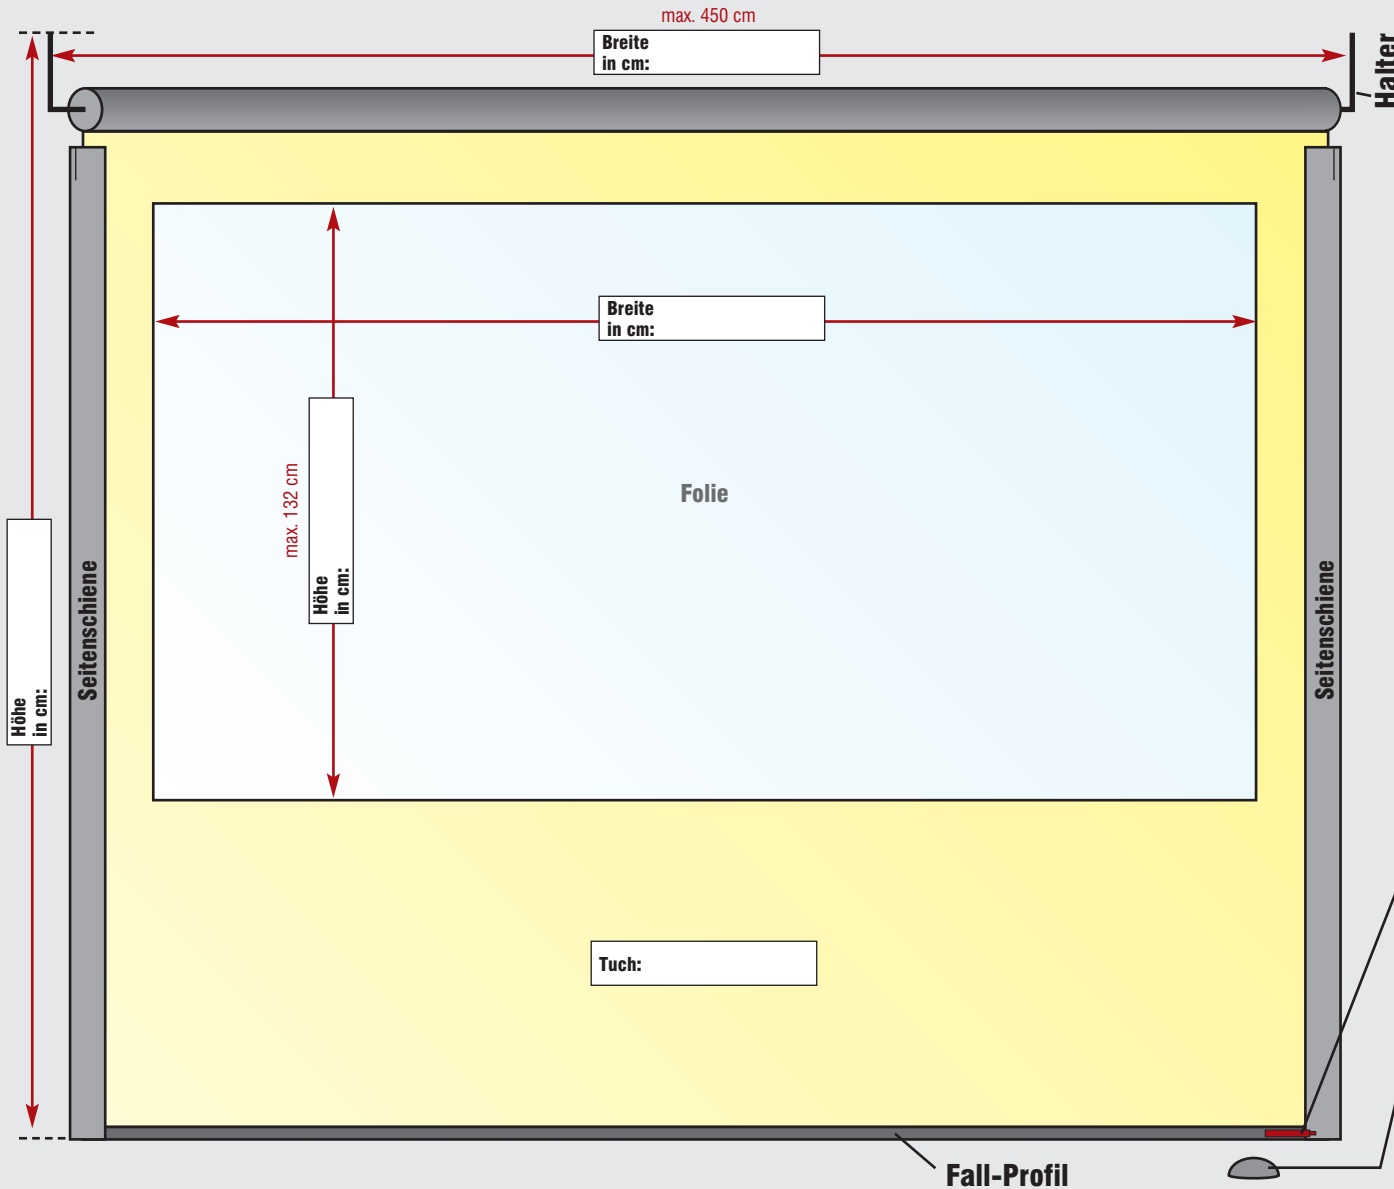 max. 450 cm
Breite
in cm:
Halter
Breite
in cm:
max. 132 cm
Höhe
in cm:
Folie
Höhe
in cm:
Seitenschiene
Seitenschiene
Tuch:
Fall-Profil